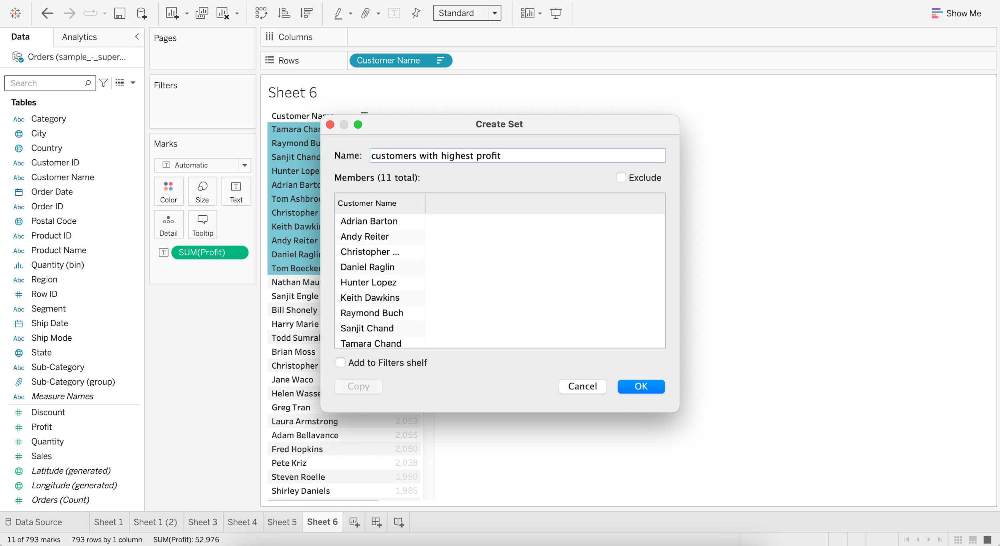 Standard
Show Me
Data
Analytics
Orders (sample_-_super...
Search
Tables
Abc Category
City
Country
Abc Customer ID
Abc Customer Name
Order Date
Abc Order ID
Postal Code
Abc Product ID
Abc Product Name
Quantity (bin)
Abc Region
Row ID
Abc Segment
Ship Date
Abc Ship Mode
State
Abc Sub-Category
Sub-Category (group)
Abc Measure Names
Discount
Profit
Quantity
Sales
Latitude (generated)
Longitude (generated)
Orders (Count)
Pages
Filters
Marks
T Automatic
Color
Size
T
Text
Detail
Tooltip
T SUM(Profit)
Columns
Rows
Customer Name
Sheet 6
Customer Na
Tamara Cha
Raymond Bu
Sanjit Chand
Hunter Lope
Adrian Barto
Tom Ashbroo
Christopher
Keith Dawki
Andy Reiter
Daniel Ragli
Tom Boecke
Nathan Mau
Sanjit Engle
Bill Shonely
Harry Marie
Todd Sumral
Brian Moss
Christopher
Jane Waco
Helen Wasse
Greg Tran
Laura Armstrong 2,059
Adam Bellavance 2,055
Fred Hopkins 2,050
Pete Kriz 2,038
Steven Roelle 1,990
Shirley Daniels 1,985
Create Set
Name: customers with highest profit
Members (11 total):
Exclude
Customer Name
Adrian Barton
Andy Reiter
Christopher ...
Daniel Raglin
Hunter Lopez
Keith Dawkins
Raymond Buch
Sanjit Chand
Tamara Chand
Add to Filters shelf
Copy
Cancel
OK
Data Source
Sheet 1
Sheet 1 (2)
Sheet 3
Sheet 4
Sheet 5
Sheet 6
11 of 793 marks
793 rows by 1 column
SUM(Profit): 52,976